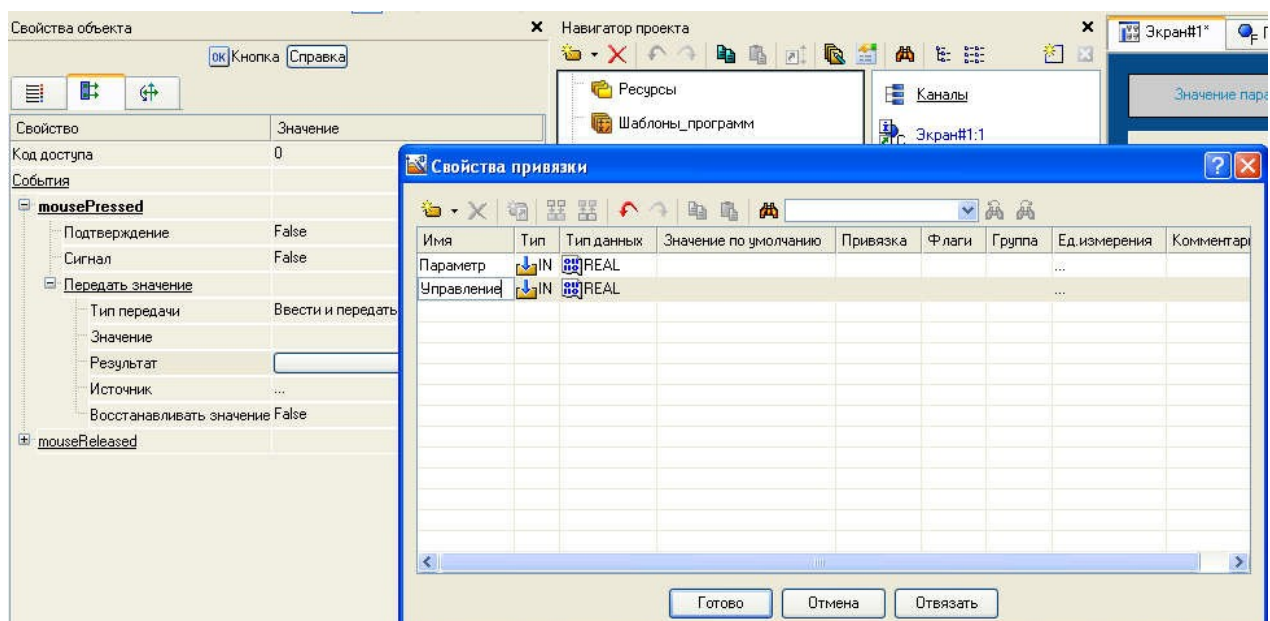 Свойства объекта
Навигатор проекта
Экран#1*
ок Кнопка Справка
Ресурсы
Каналы
Значение пара
Свойство Значение
Шаблоны_программ
Экран#1:1
Код доступа 0
События
mousePressed
Подтверждение False
Сигнал False
Передать значение
Тип передачи Ввести и передать
Значение
Результат
Источник ...
Восстанавливать значение False
mouseReleased
Свойства привязки
Имя Тип Тип данных Значение по умолчанию Привязка Флаги Группа Ед.измерения Комментари
Параметр IN REAL ...
Управление IN REAL ...
Готово Отмена Отвязать